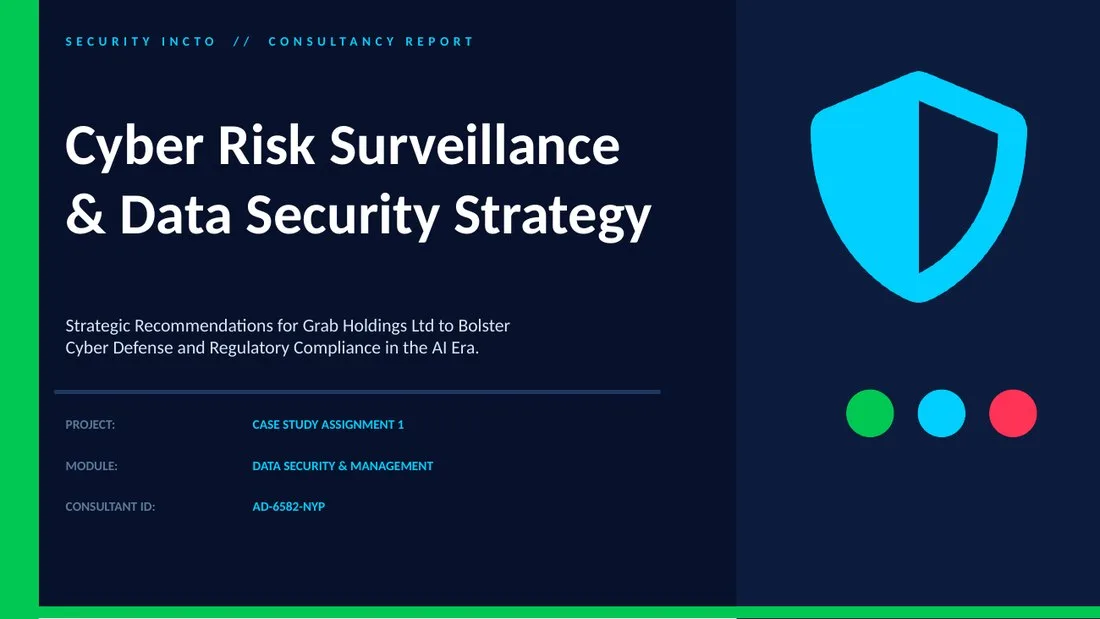 SECURITY INCTO // CONSULTANCY REPORT
Cyber Risk Surveillance
& Data Security Strategy
Strategic Recommendations for Grab Holdings Ltd to Bolster
Cyber Defense and Regulatory Compliance in the AI Era.
PROJECT: CASE STUDY ASSIGNMENT 1
MODULE: DATA SECURITY & MANAGEMENT
CONSULTANT ID: AD-6582-NYP